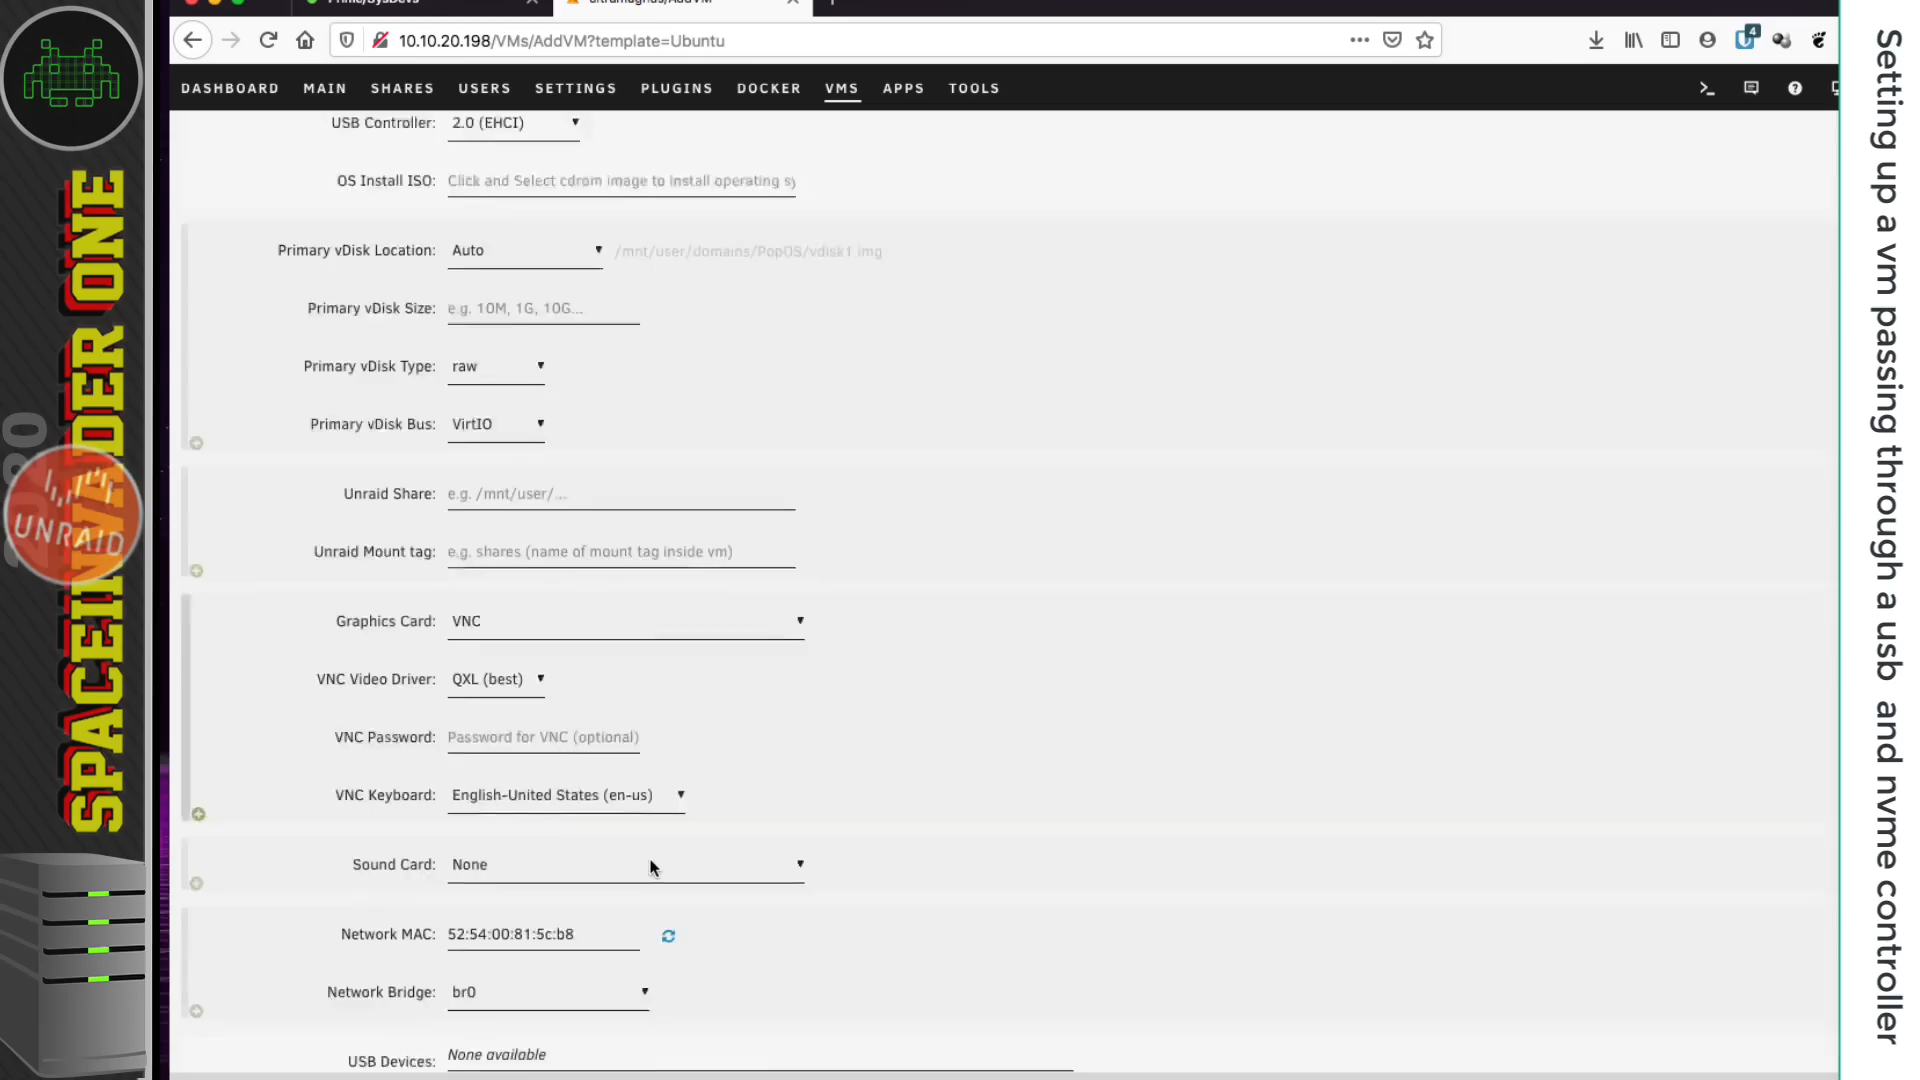 10.10.20.198/VMs/AddVM?template=Ubuntu
4
DASHBOARD MAIN SHARES USERS SETTINGS PLUGINS DOCKER VMS APPS TOOLS
USB Controller: 2.0 (EHCI)
OS Install ISO: Click and Select cdrom image to install operating sy
Primary vDisk Location: Auto /mnt/user/domains/PopOS/vdisk1.img
Primary vDisk Size: e.g. 10M, 1G, 10G...
Primary vDisk Type: raw
Primary vDisk Bus: VirtIO
Unraid Share: e.g. /mnt/user/...
Unraid Mount tag: e.g. shares (name of mount tag inside vm)
Graphics Card: VNC
VNC Video Driver: QXL (best)
VNC Password: Password for VNC (optional)
VNC Keyboard: English-United States (en-us)
Sound Card: None
Network MAC: 52:54:00:81:5c:b8
Network Bridge: br0
USB Devices: None available
SPACEINVADER ONE
UNRAID
Setting up a vm passing through a usb and nvme controller